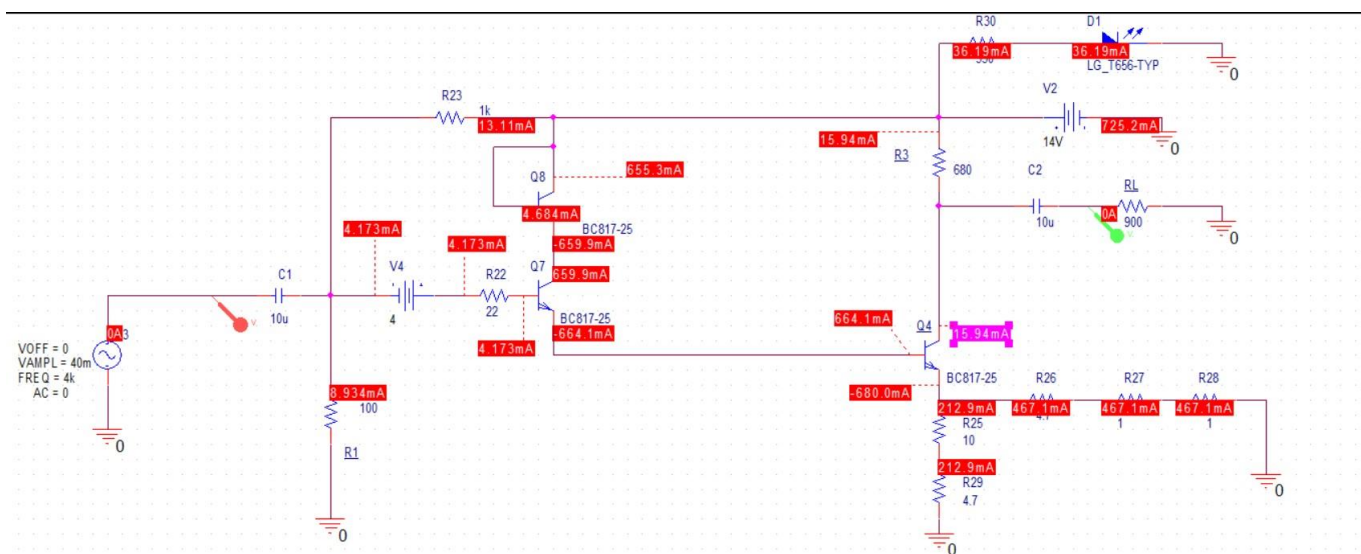 R30
D1
36.19mA
36.19mA
LG_T656-TYP
0
V2
R23
1k
13.11mA
725.2mA
14V
0
15.94mA
R3
680
655.3mA
Q8
C2
RL
4.684mA
0A
10u
900
0
BC817-25
4.173mA
-659.9mA
4.173mA
V4
Q7
659.9mA
C1
R22
10u
4
22
BC817-25
-664.1mA
664.1mA
Q4
15.94mA
0A
3
4.173mA
VOFF = 0
VAMPL = 40m
FREQ = 4k
AC = 0
BC817-25
R26
R27
R28
-680.0mA
8.934mA
100
212.9mA
467.1mA
467.1mA
467.1mA
1
1
R25
10
0
R1
212.9mA
R29
4.7
0
0
0